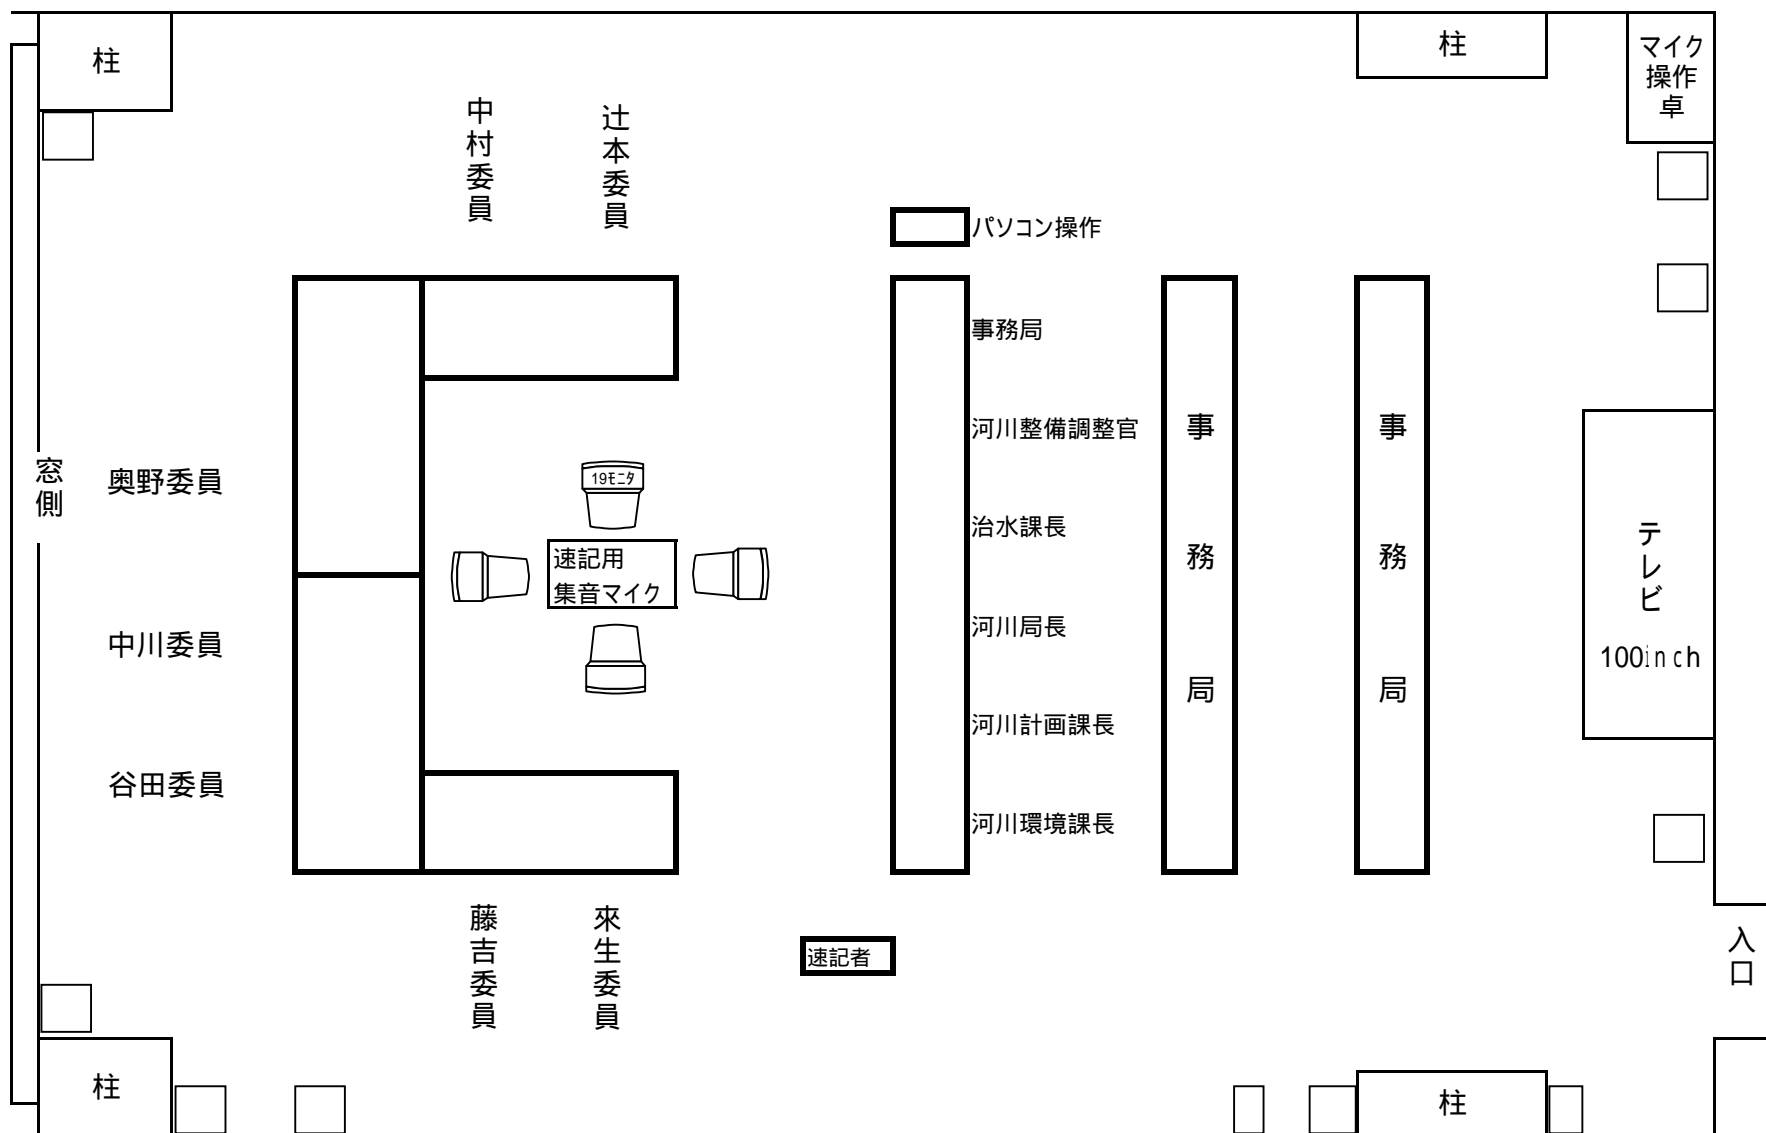 柱
柱
マイク
操作
卓
中村委員
辻本委員
パソコン操作
事務局
河川整備調整官
治水課長
河川局長
河川計画課長
河川環境課長
事務局
事務局
窓側
奥野委員
中川委員
谷田委員
19モニタ
速記用
集音マイク
テレビ
100inch
藤吉委員
來生委員
速記者
入口
柱
柱